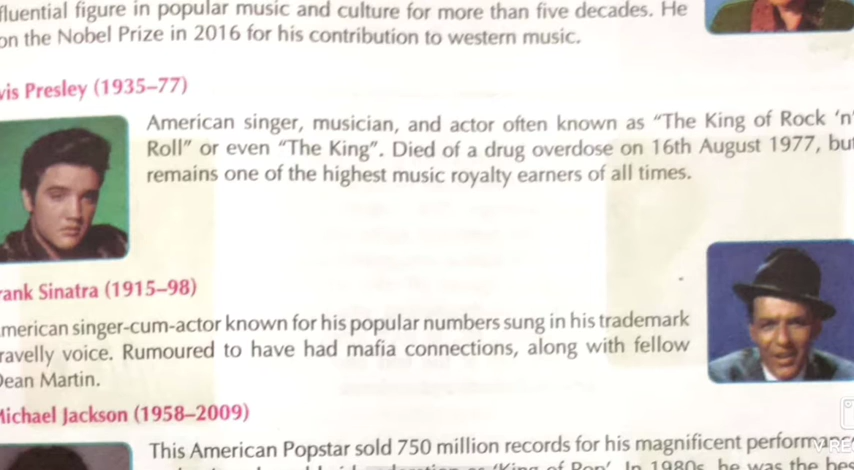 fluential figure in popular music and culture for more than five decades. He
on the Nobel Prize in 2016 for his contribution to western music.
vis Presley (1935–77)
American singer, musician, and actor often known as “The King of Rock ‘n’
Roll” or even “The King”. Died of a drug overdose on 16th August 1977, but
remains one of the highest music royalty earners of all times.
rank Sinatra (1915–98)
merican singer-cum-actor known for his popular numbers sung in his trademark
ravelly voice. Rumoured to have had mafia connections, along with fellow
Dean Martin.
Michael Jackson (1958–2009)
This American Popstar sold 750 million records for his magnificent performance
‘King of Pop’. In 1980s, he was the bes